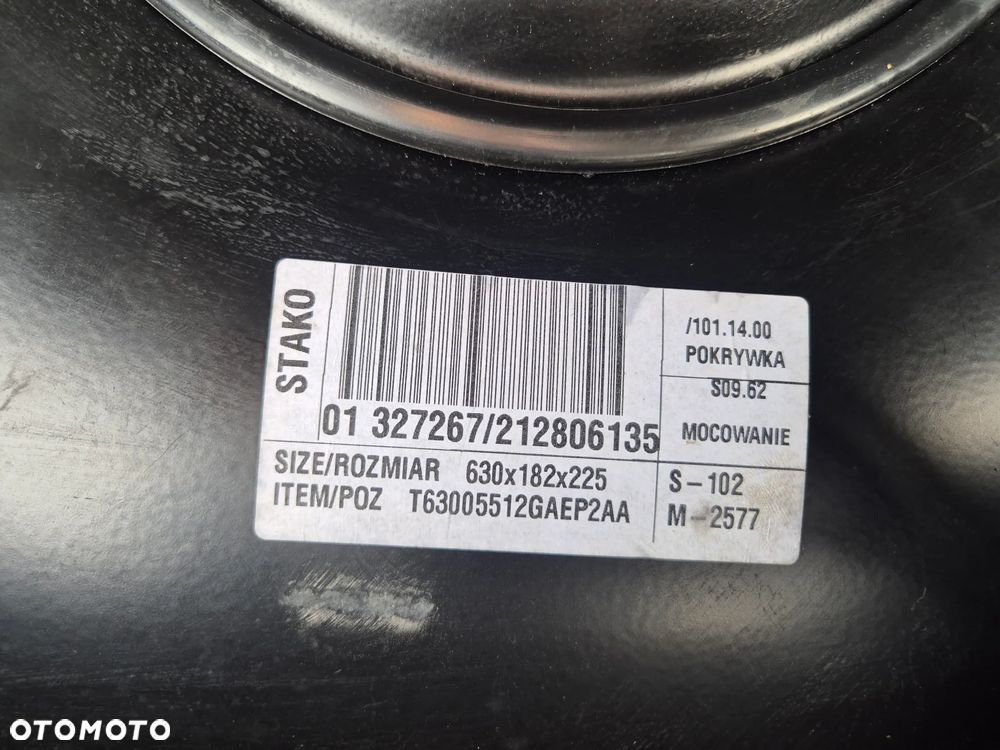 STAKO
01 327267/212806135
SIZE/ROZMIAR 630x182x225
ITEM/POZ T63005512GAEP2AA
/101.14.00
POKRYWKA
S09.62
MOCOWANIE
S-102
M-2577
OTOMOTO